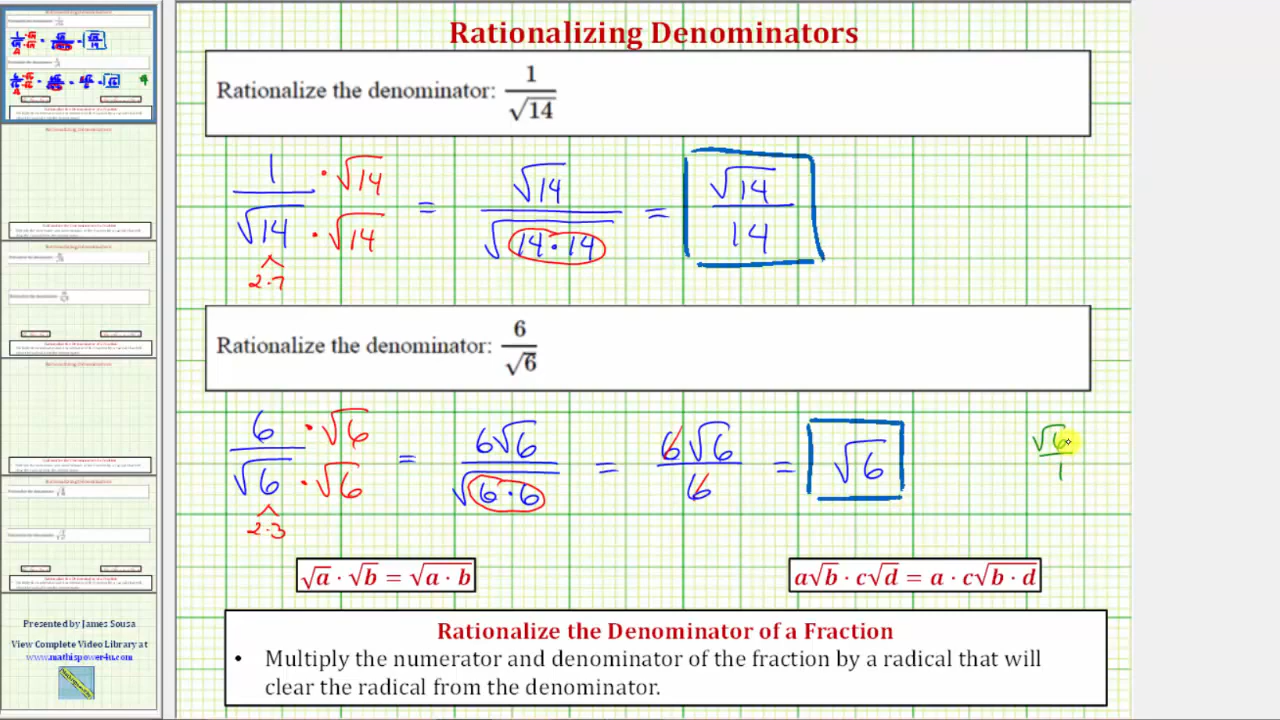 Rationalizing Denominators
Rationalize the denominator: 1/√14
1/√14 · √14/√14 = √14/√(14·14) = √14/14
2·7
Rationalize the denominator: 6/√6
6/√6 · √6/√6 = 6√6/√(6·6) = 6√6/6 = √6
√6/1
2·3
√a · √b = √(a · b)
a√b · c√d = a · c√(b · d)
Rationalize the Denominator of a Fraction
• Multiply the numerator and denominator of the fraction by a radical that will
clear the radical from the denominator.
Presented by James Sousa
View Complete Video Library at
www.mathispower4u.com